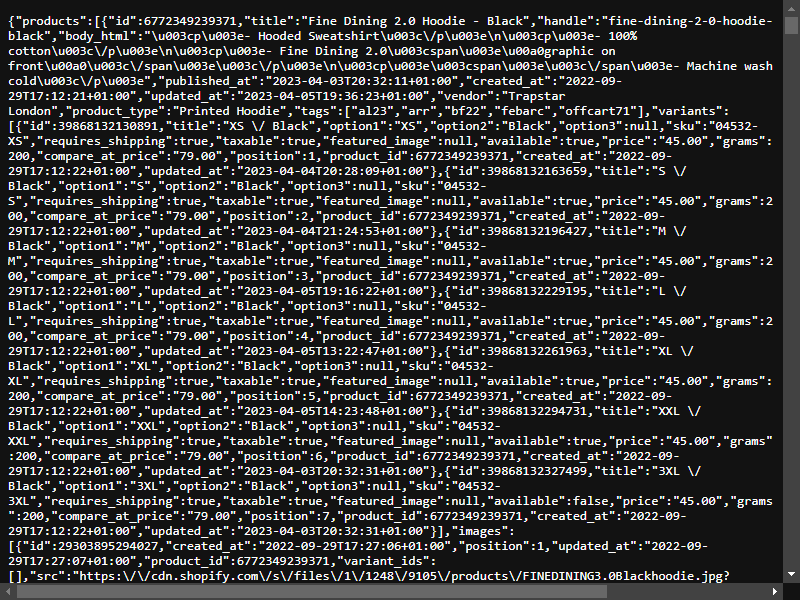 {"products":[{"id":6772349239371,"title":"Fine Dining 2.0 Hoodie - Black","handle":"fine-dining-2-0-hoodie-
black","body_html":"\u003cp\u003e- Hooded Sweatshirt\u003c\/p\u003e\n\u003cp\u003e- 100%
cotton\u003c\/p\u003e\n\u003cp\u003e- Fine Dining 2.0\u003cspan\u003e\u00a0graphic on
front\u00a0\u003c\/span\u003e\u003c\/p\u003e\n\u003cp\u003e\u003cspan\u003e\u003c\/span\u003e- Machine wash
cold\u003c\/p\u003e","published_at":"2023-04-03T20:32:11+01:00","created_at":"2022-09-
29T17:12:21+01:00","updated_at":"2023-04-05T19:36:23+01:00","vendor":"Trapstar
London","product_type":"Printed Hoodie","tags":["al23","arr","bf22","febarc","offcart71"],"variants":
[{"id":39868132130891,"title":"XS \/ Black","option1":"XS","option2":"Black","option3":null,"sku":"04532-
XS","requires_shipping":true,"taxable":true,"featured_image":null,"available":true,"price":"45.00","grams":
200,"compare_at_price":"79.00","position":1,"product_id":6772349239371,"created_at":"2022-09-
29T17:12:22+01:00","updated_at":"2023-04-04T20:28:09+01:00"},{"id":39868132163659,"title":"S \/
Black","option1":"S","option2":"Black","option3":null,"sku":"04532-
S","requires_shipping":true,"taxable":true,"featured_image":null,"available":true,"price":"45.00","grams":2
00,"compare_at_price":"79.00","position":2,"product_id":6772349239371,"created_at":"2022-09-
29T17:12:22+01:00","updated_at":"2023-04-04T21:24:53+01:00"},{"id":39868132196427,"title":"M \/
Black","option1":"M","option2":"Black","option3":null,"sku":"04532-
M","requires_shipping":true,"taxable":true,"featured_image":null,"available":true,"price":"45.00","grams":2
00,"compare_at_price":"79.00","position":3,"product_id":6772349239371,"created_at":"2022-09-
29T17:12:22+01:00","updated_at":"2023-04-05T19:16:22+01:00"},{"id":39868132229195,"title":"L \/
Black","option1":"L","option2":"Black","option3":null,"sku":"04532-
L","requires_shipping":true,"taxable":true,"featured_image":null,"available":true,"price":"45.00","grams":2
00,"compare_at_price":"79.00","position":4,"product_id":6772349239371,"created_at":"2022-09-
29T17:12:22+01:00","updated_at":"2023-04-05T13:22:47+01:00"},{"id":39868132261963,"title":"XL \/
Black","option1":"XL","option2":"Black","option3":null,"sku":"04532-
XL","requires_shipping":true,"taxable":true,"featured_image":null,"available":true,"price":"45.00","grams":
200,"compare_at_price":"79.00","position":5,"product_id":6772349239371,"created_at":"2022-09-
29T17:12:22+01:00","updated_at":"2023-04-05T14:23:48+01:00"},{"id":39868132294731,"title":"XXL \/
Black","option1":"XXL","option2":"Black","option3":null,"sku":"04532-
XXL","requires_shipping":true,"taxable":true,"featured_image":null,"available":true,"price":"45.00","grams"
:200,"compare_at_price":"79.00","position":6,"product_id":6772349239371,"created_at":"2022-09-
29T17:12:22+01:00","updated_at":"2023-04-03T20:32:31+01:00"},{"id":39868132327499,"title":"3XL \/
Black","option1":"3XL","option2":"Black","option3":null,"sku":"04532-
3XL","requires_shipping":true,"taxable":true,"featured_image":null,"available":false,"price":"45.00","grams
":200,"compare_at_price":"79.00","position":7,"product_id":6772349239371,"created_at":"2022-09-
29T17:12:22+01:00","updated_at":"2023-04-03T20:32:31+01:00"}],"images":
[{"id":29303895294027,"created_at":"2022-09-29T17:27:06+01:00","position":1,"updated_at":"2022-09-
29T17:27:07+01:00","product_id":6772349239371,"variant_ids":
[],"src":"https:\/\/cdn.shopify.com\/s\/files\/1\/1248\/9105\/products\/FINEDINING3.0Blackhoodie.jpg?